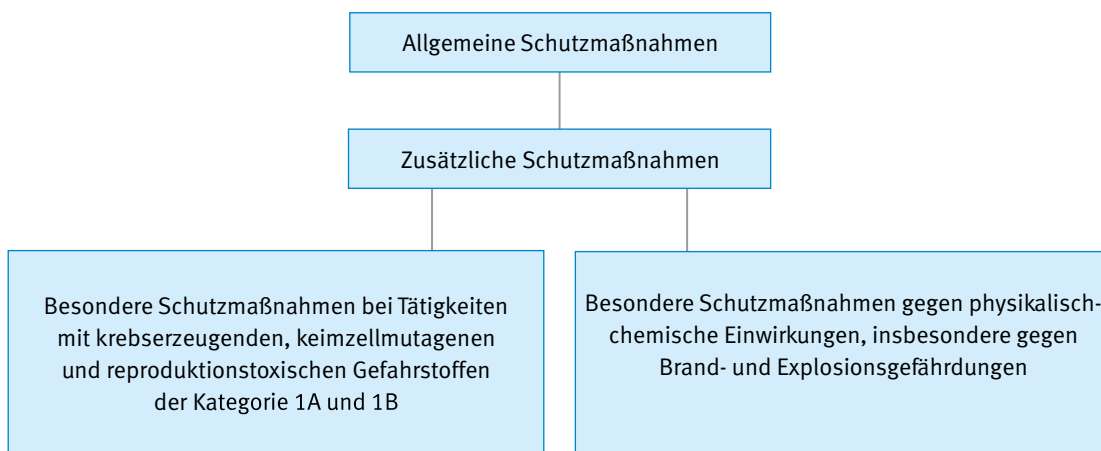 Allgemeine Schutzmaßnahmen
Zusätzliche Schutzmaßnahmen
Besondere Schutzmaßnahmen bei Tätigkeiten
mit krebserzeugenden, keimzellmutagenen
und reproduktionstoxischen Gefahrstoffen
der Kategorie 1A und 1B
Besondere Schutzmaßnahmen gegen physikalisch-
chemische Einwirkungen, insbesondere gegen
Brand- und Explosionsgefährdungen